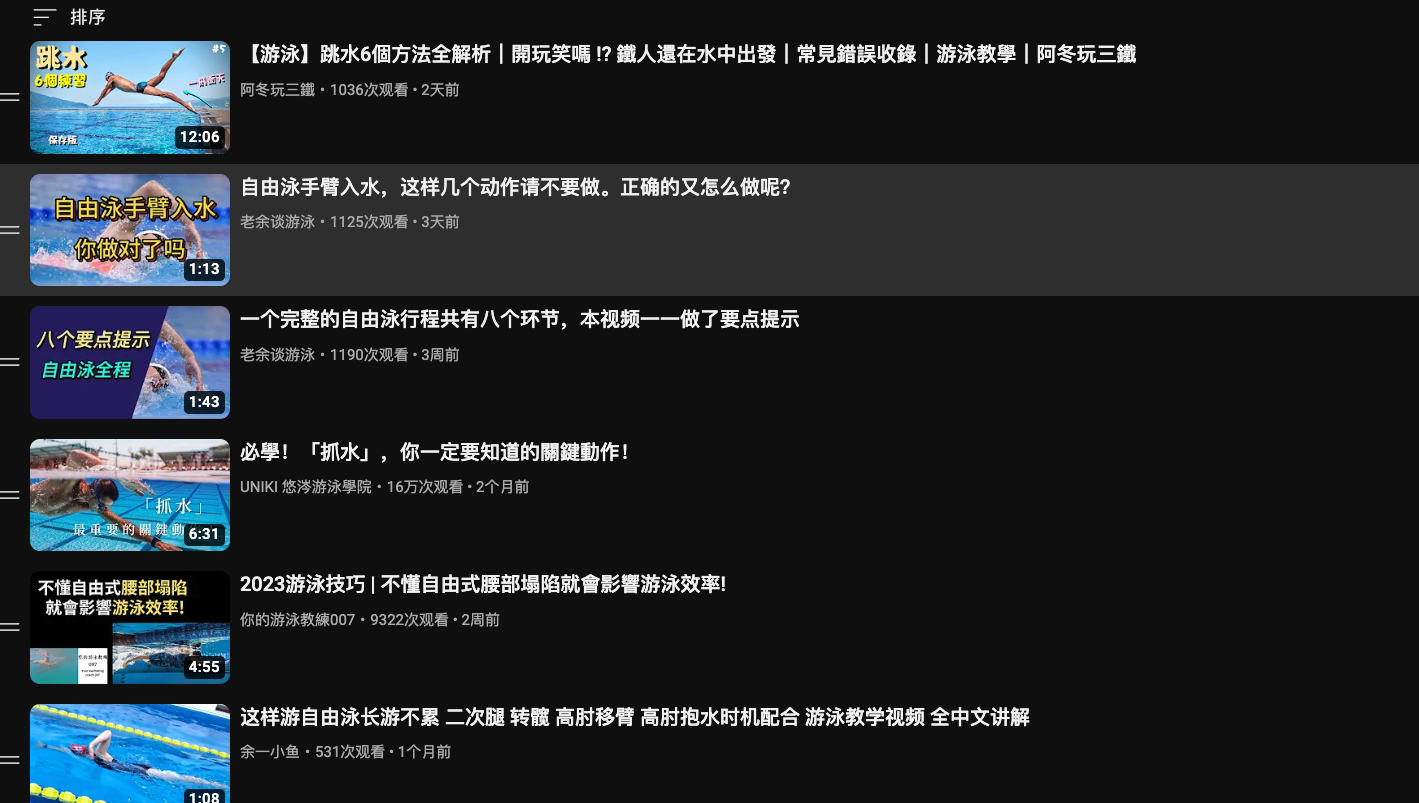 排序
跳水
#5
6個練習
一飛衝天
保存版
12:06
【游泳】跳水6個方法全解析｜開玩笑嗎 !? 鐵人還在水中出發｜常見錯誤收錄｜游泳教學｜阿冬玩三鐵
阿冬玩三鐵 • 1036次观看 • 2天前
自由泳手臂入水
你做对了吗
1:13
自由泳手臂入水，这样几个动作请不要做。正确的又怎么做呢?
老余谈游泳 • 1125次观看 • 3天前
八个要点提示
自由泳全程
1:43
一个完整的自由泳行程共有八个环节，本视频一一做了要点提示
老余谈游泳 • 1190次观看 • 3周前
「抓水」
最重要的關鍵動
6:31
必學！「抓水」，你一定要知道的關鍵動作！
UNIKI 悠涔游泳學院 • 16万次观看 • 2个月前
不懂自由式腰部塌陷
就會影響游泳效率!
你的游泳教練
007
4:55
2023游泳技巧 | 不懂自由式腰部塌陷就會影響游泳效率!
你的游泳教練007 • 9322次观看 • 2周前
1:08
这样游自由泳长游不累 二次腿 转髋 高肘移臂 高肘抱水时机配合 游泳教学视频 全中文讲解
余一小鱼 • 531次观看 • 1个月前